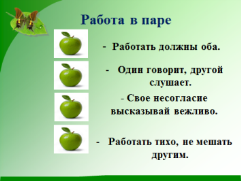 Работа в паре
- Работать должны оба.
- Один говорит, другой
слушает.
- Свое несогласие
высказывай вежливо.
- Работать тихо, не мешать
другим.